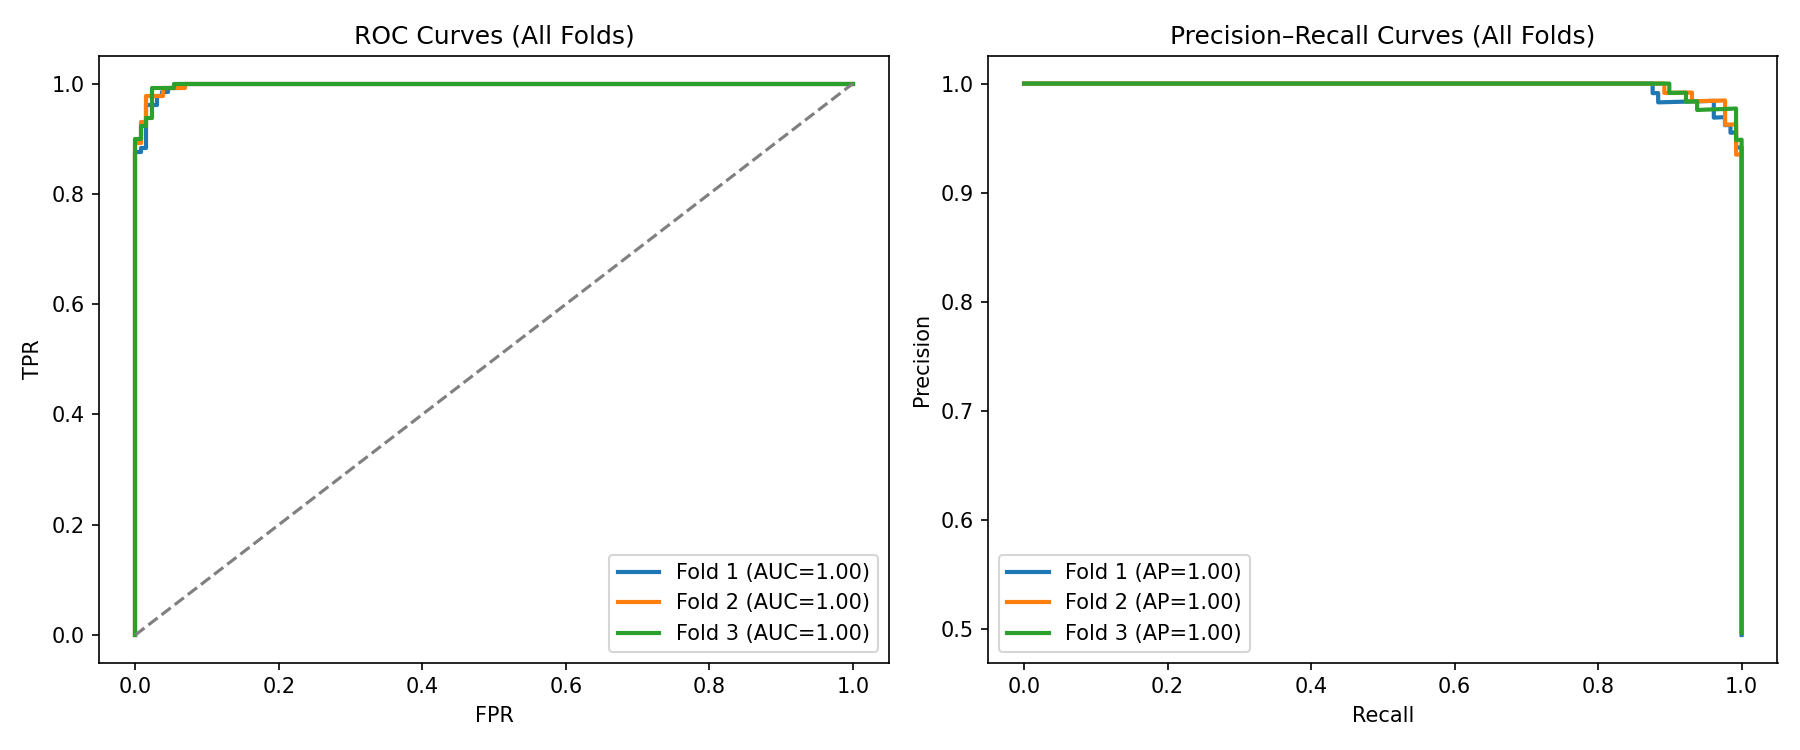 ROC Curves (All Folds)
1.0
0.8
0.6
0.4
0.2
0.0
TPR
0.0 0.2 0.4 0.6 0.8 1.0
FPR
Fold 1 (AUC=1.00)
Fold 2 (AUC=1.00)
Fold 3 (AUC=1.00)
Precision–Recall Curves (All Folds)
1.0
0.9
0.8
0.7
0.6
0.5
Precision
0.0 0.2 0.4 0.6 0.8 1.0
Recall
Fold 1 (AP=1.00)
Fold 2 (AP=1.00)
Fold 3 (AP=1.00)